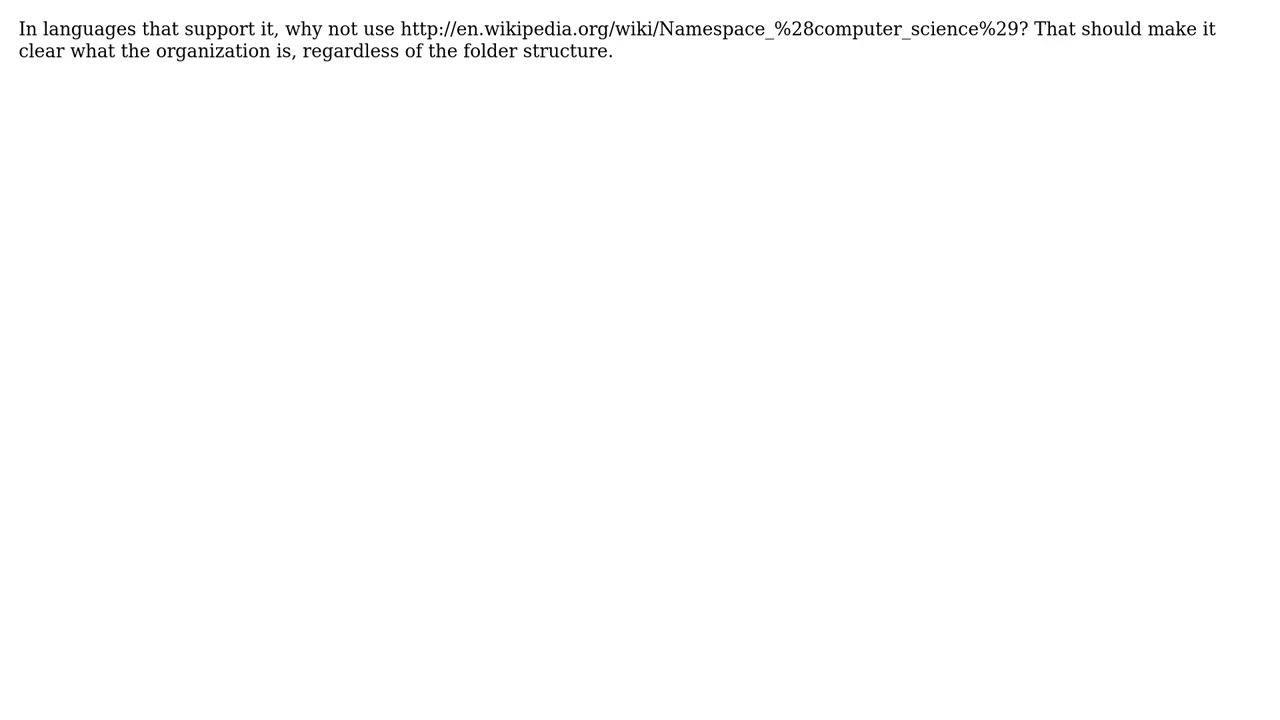 In languages that support it, why not use http://en.wikipedia.org/wiki/Namespace_%28computer_science%29? That should make it
clear what the organization is, regardless of the folder structure.